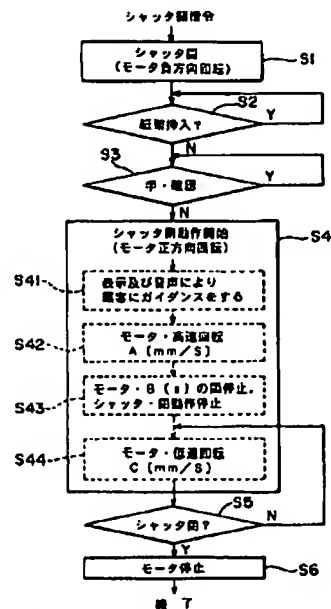 シャッタ開指令
シャッタ開
(モータ負方向回転)
S1
S2
紙幣挿入?
Y
N
S3
手・確認
Y
N
シャッタ閉動作開始
(モータ正方向回転)
S4
S41
表示及び音声により
顧客にガイダンスをする
S42
モータ・高速回転
A (mm/S)
S43
モータ・B (s) の間停止,
シャッタ・閉動作停止
S44
モータ・低速回転
C (mm/S)
S5
シャッタ閉?
N
Y
モータ停止
S6
終 了